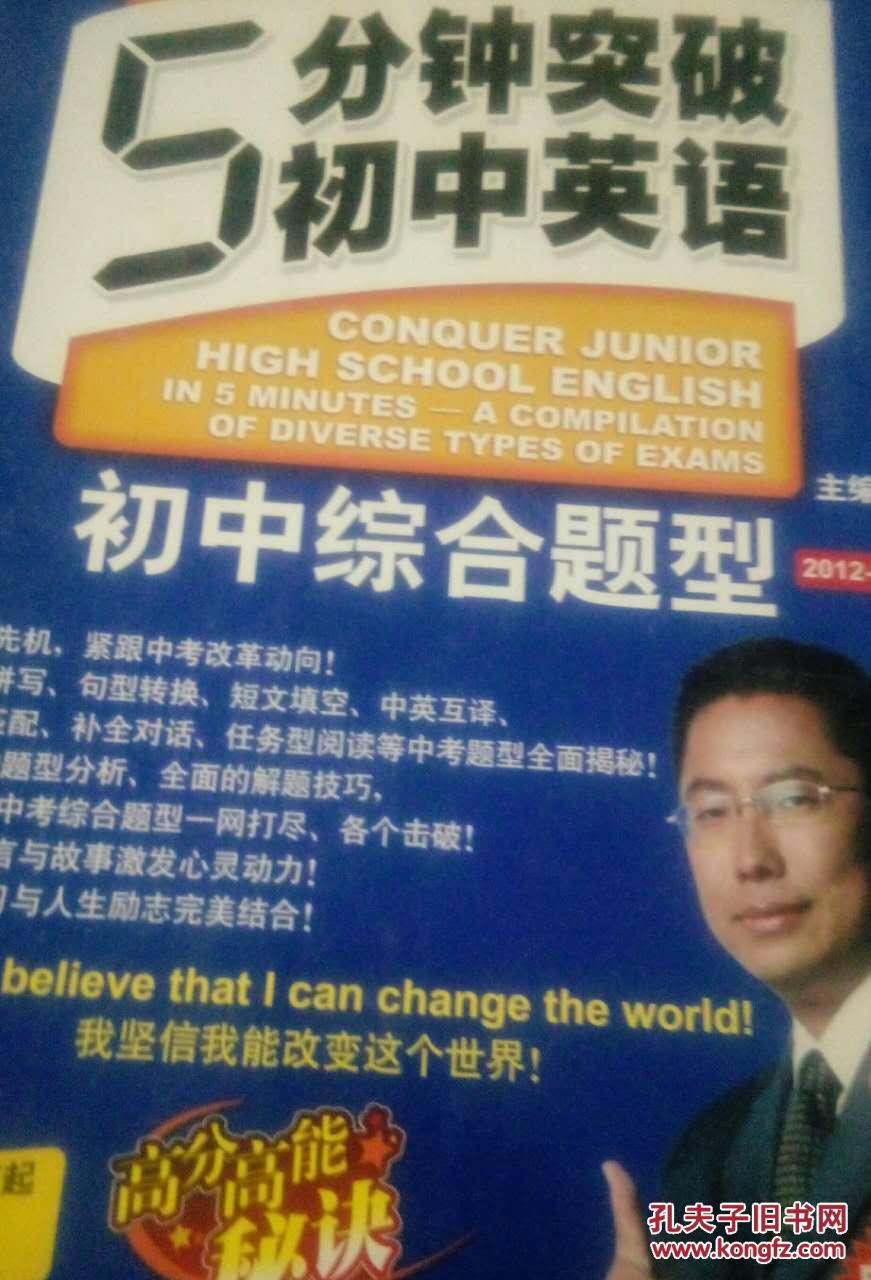 5分钟突破
初中英语
CONQUER JUNIOR
HIGH SCHOOL ENGLISH
IN 5 MINUTES — A COMPILATION
OF DIVERSE TYPES OF EXAMS
主编
初中综合题型
2012-
先机，紧跟中考改革动向！
拼写、句型转换、短文填空、中英互译、
匹配、补全对话、任务型阅读等中考题型全面揭秘！
题型分析、全面的解题技巧，
中考综合题型一网打尽、各个击破！
言与故事激发心灵动力！
习与人生励志完美结合！
believe that I can change the world!
我坚信我能改变这个世界！
起
高分高能
秘诀
孔夫子旧书网
www.kongfz.com